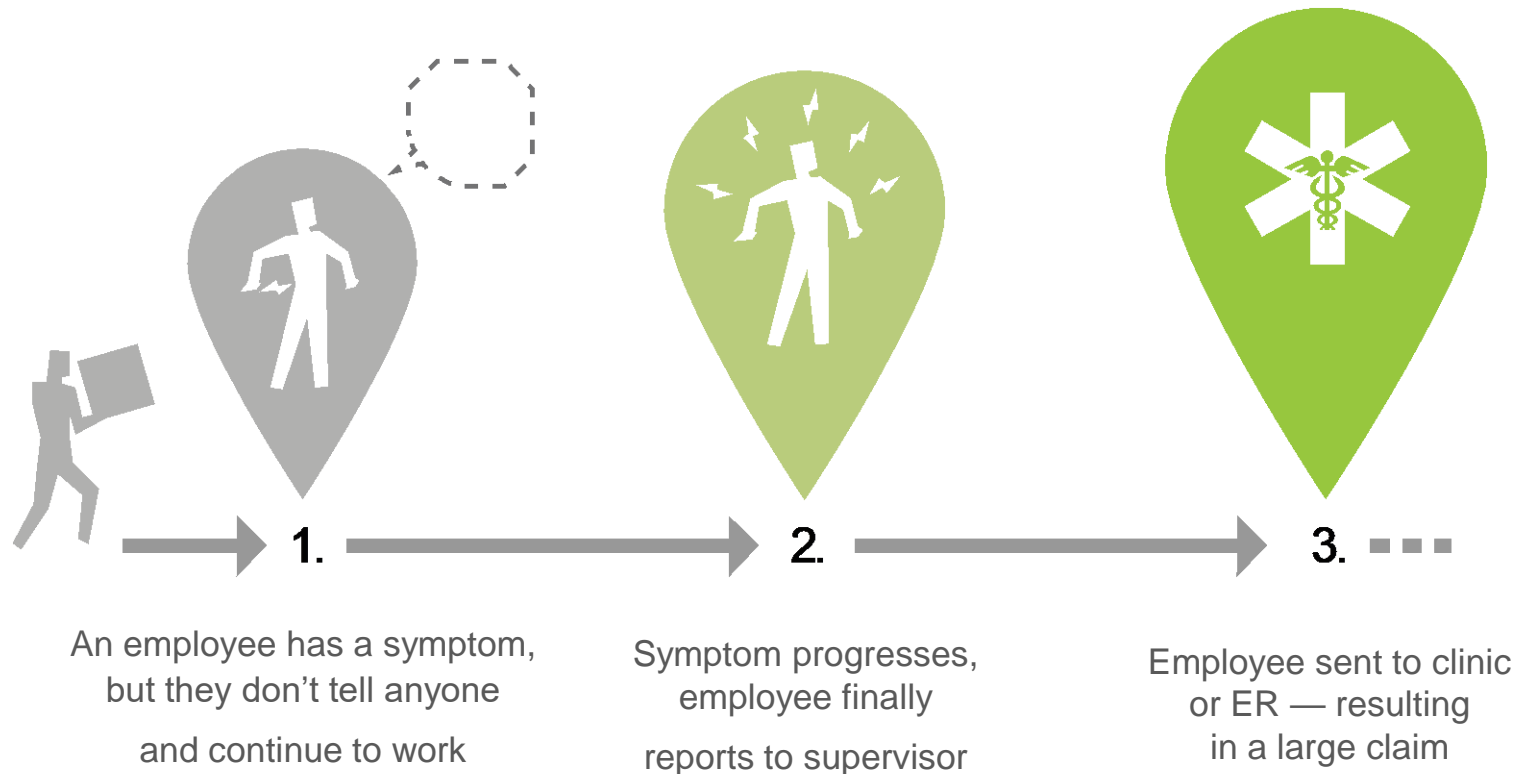 1.
An employee has a symptom,
but they don’t tell anyone
and continue to work
2.
Symptom progresses,
employee finally
reports to supervisor
3.
Employee sent to clinic
or ER — resulting
in a large claim